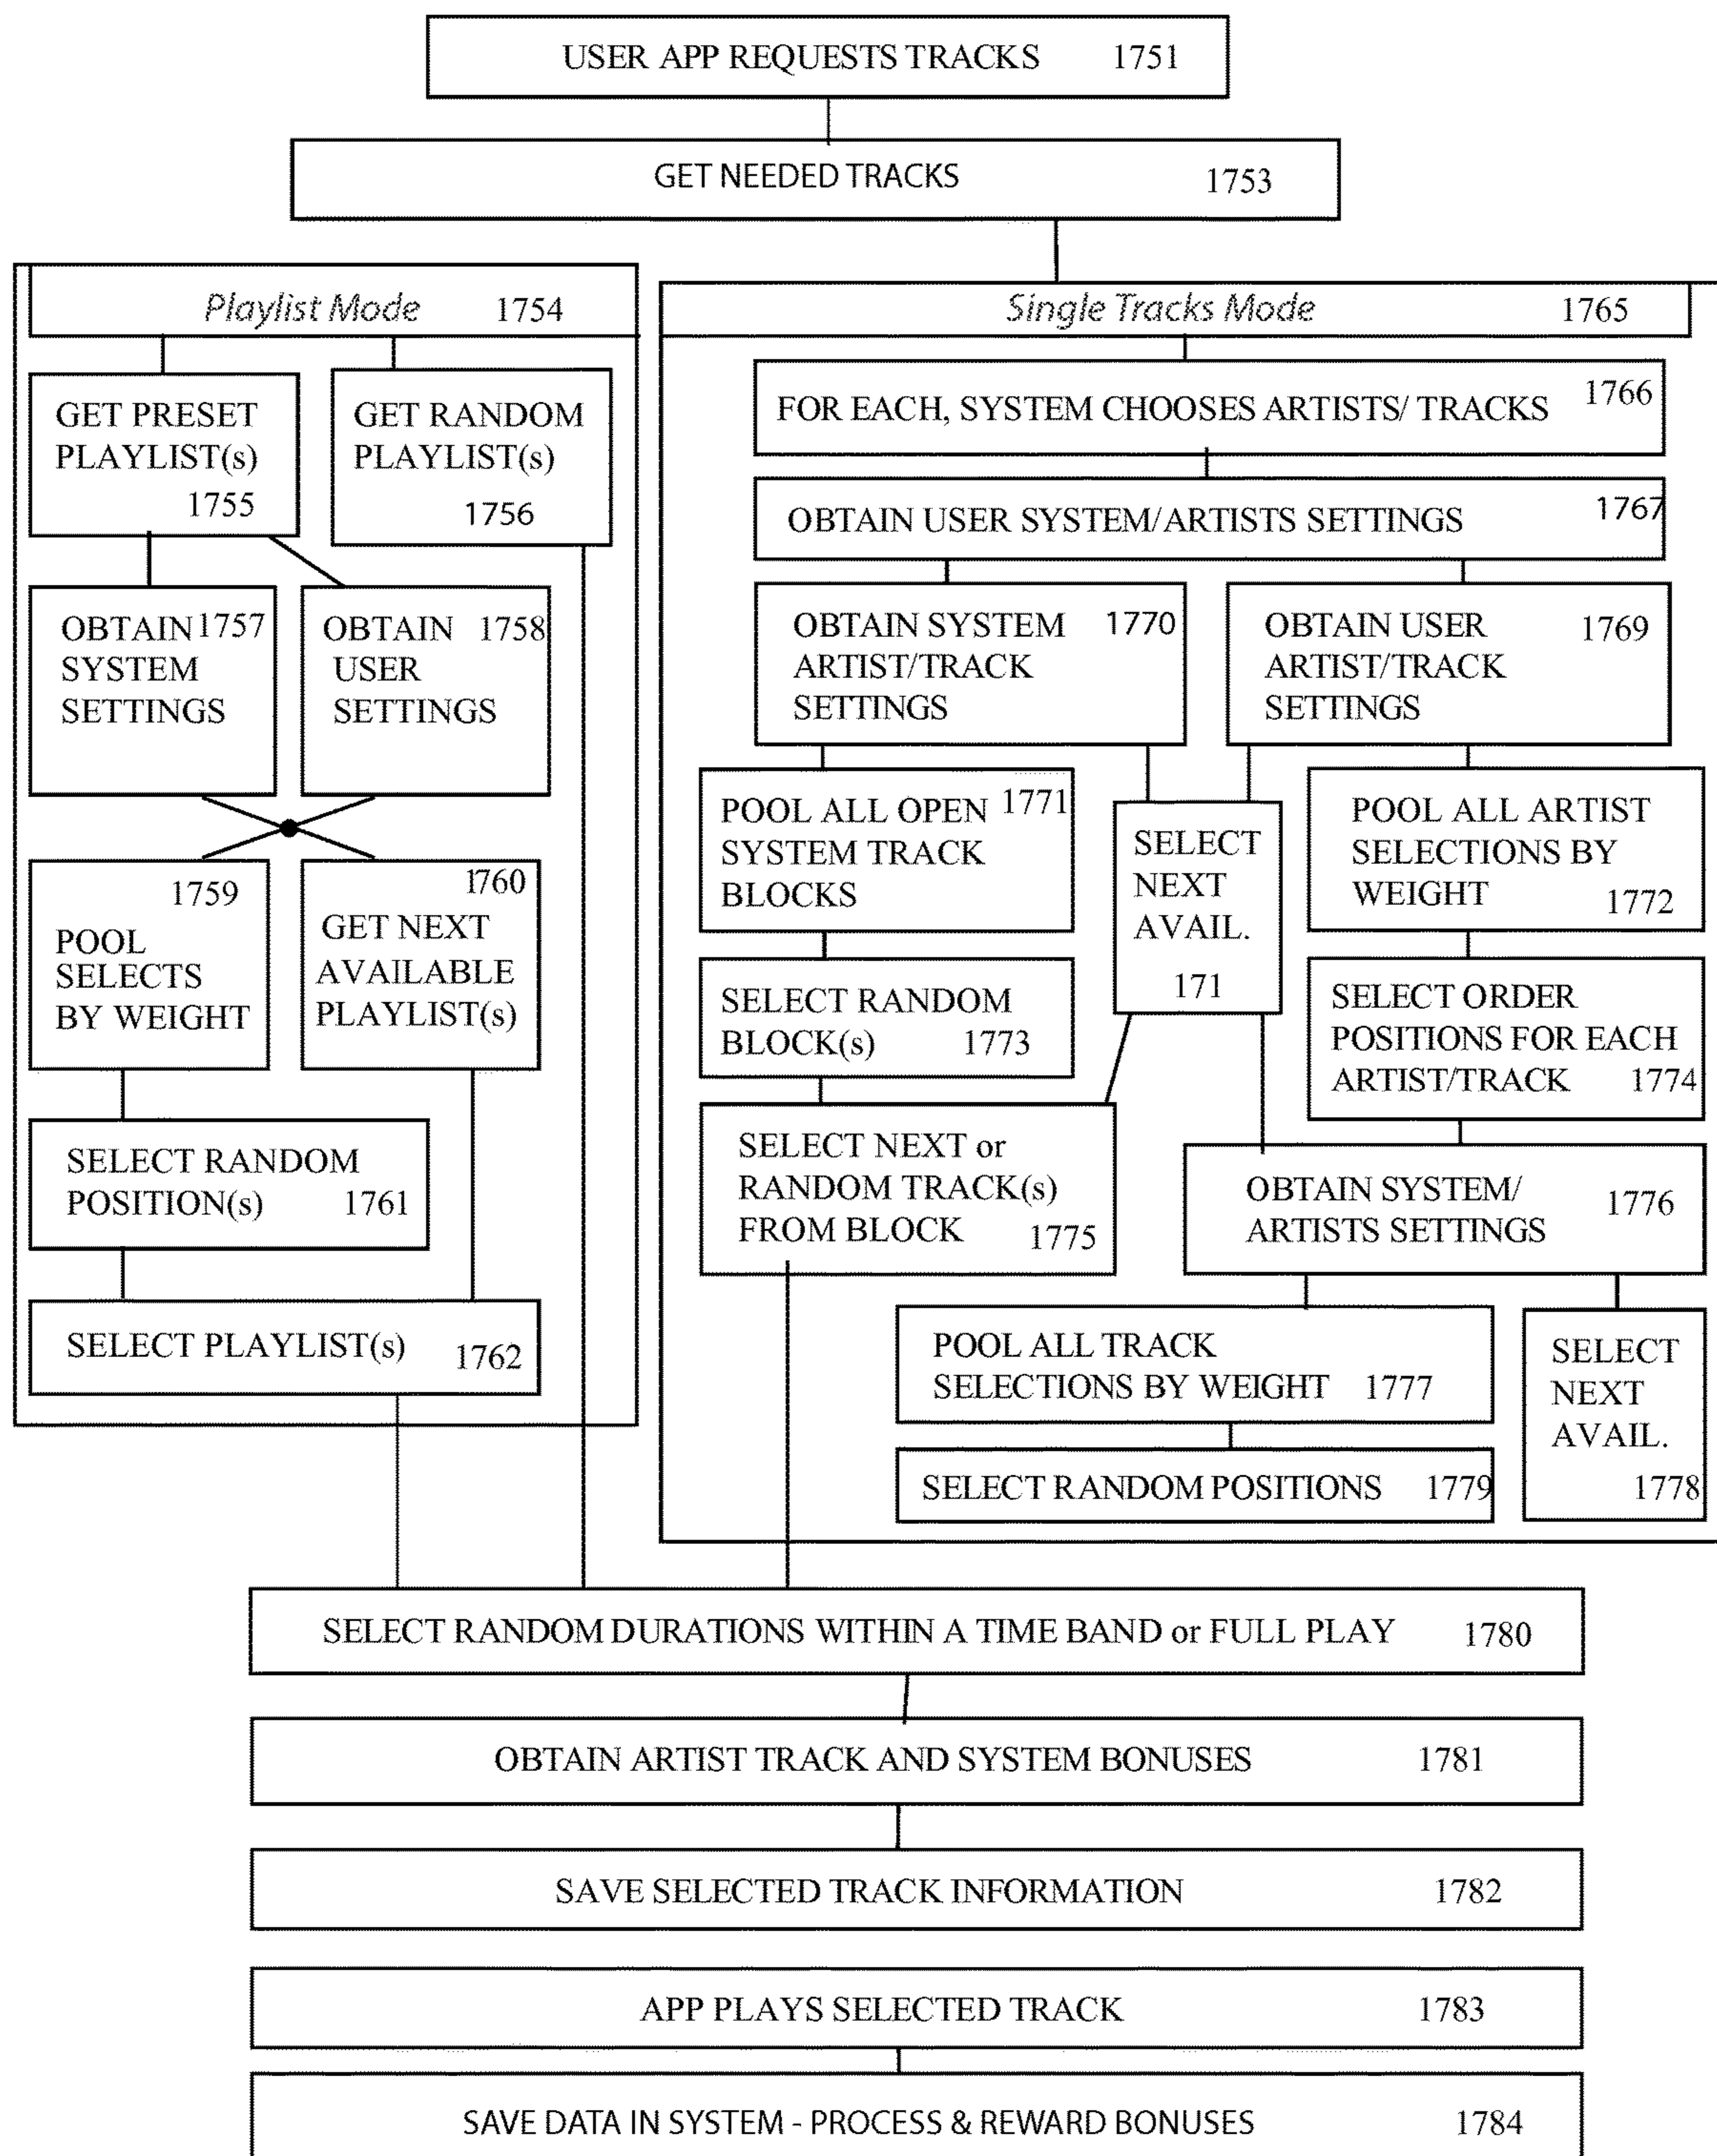 USER APP REQUESTS TRACKS 1751
GET NEEDED TRACKS 1753
Playlist Mode 1754
GET PRESET
PLAYLIST(s)
1755
GET RANDOM
PLAYLIST(s)
1756
OBTAIN 1757
SYSTEM
SETTINGS
OBTAIN 1758
USER
SETTINGS
1759
POOL
SELECTS
BY WEIGHT
1760
GET NEXT
AVAILABLE
PLAYLIST(s)
SELECT RANDOM
POSITION(s) 1761
SELECT PLAYLIST(s) 1762
Single Tracks Mode 1765
FOR EACH, SYSTEM CHOOSES ARTISTS/ TRACKS 1766
OBTAIN USER SYSTEM/ARTISTS SETTINGS 1767
OBTAIN SYSTEM 1770
ARTIST/TRACK
SETTINGS
OBTAIN USER 1769
ARTIST/TRACK
SETTINGS
POOL ALL OPEN 1771
SYSTEM TRACK
BLOCKS
SELECT
NEXT
AVAIL.
171
POOL ALL ARTIST
SELECTIONS BY
WEIGHT 1772
SELECT RANDOM
BLOCK(s) 1773
SELECT ORDER
POSITIONS FOR EACH
ARTIST/TRACK 1774
SELECT NEXT or
RANDOM TRACK(s)
FROM BLOCK 1775
OBTAIN SYSTEM/ 1776
ARTISTS SETTINGS
POOL ALL TRACK
SELECTIONS BY WEIGHT 1777
SELECT
NEXT
AVAIL.
1778
SELECT RANDOM POSITIONS 1779
SELECT RANDOM DURATIONS WITHIN A TIME BAND or FULL PLAY 1780
OBTAIN ARTIST TRACK AND SYSTEM BONUSES 1781
SAVE SELECTED TRACK INFORMATION 1782
APP PLAYS SELECTED TRACK 1783
SAVE DATA IN SYSTEM - PROCESS & REWARD BONUSES 1784